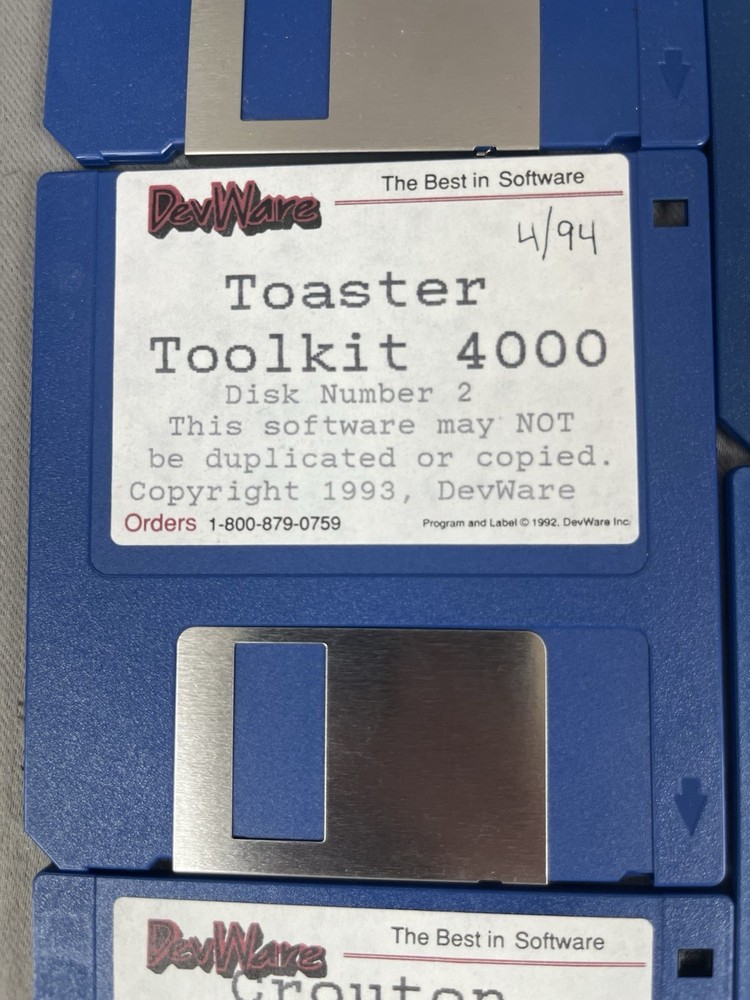 DevWare The Best in Software
4/94
Toaster
Toolkit 4000
Disk Number 2
This software may NOT
be duplicated or copied.
Copyright 1993, DevWare
Orders 1-800-879-0759 Program and Label © 1992, DevWare Inc.
DevWare The Best in Software
Crouton